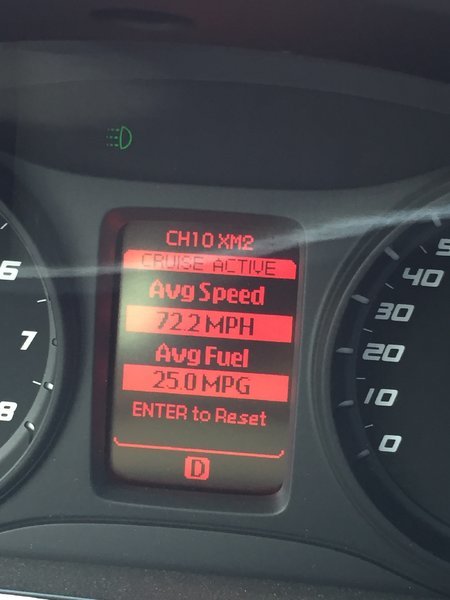 CH10 XM2
CRUISE ACTIVE
Avg Speed
72.2 MPH
Avg Fuel
25.0 MPG
ENTER to Reset
D
6
7
8
5
40
30
20
10
0